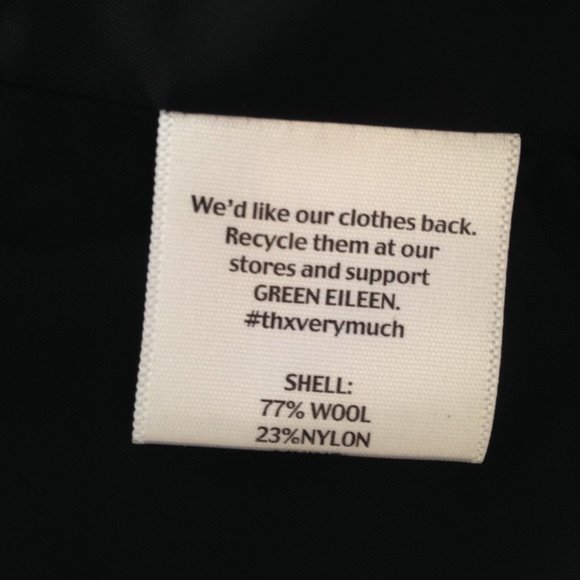 We'd like our clothes back.
Recycle them at our
stores and support
GREEN EILEEN.
#thxverymuch
SHELL:
77% WOOL
23%NYLON